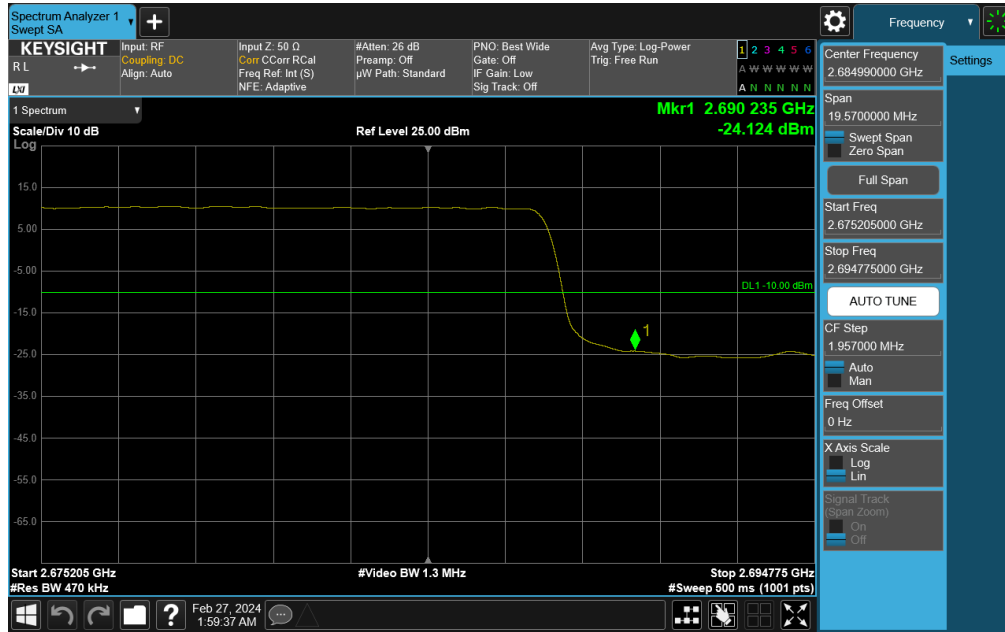 Spectrum Analyzer 1
Swept SA
+
Frequency
KEYSIGHT
R L
LXI
Input: RF
Coupling: DC
Align: Auto
Input Z: 50 Ω
Corr CCorr RCal
Freq Ref: Int (S)
NFE: Adaptive
#Atten: 26 dB
Preamp: Off
µW Path: Standard
PNO: Best Wide
Gate: Off
IF Gain: Low
Sig Track: Off
Avg Type: Log-Power
Trig: Free Run
1 2 3 4 5 6
A W W W W W
A N N N N N
1 Spectrum
Scale/Div 10 dB
Log
Ref Level 25.00 dBm
Mkr1 2.690 235 GHz
-24.124 dBm
15.0
5.00
-5.00
-15.0
-25.0
-35.0
-45.0
-55.0
-65.0
DL1 -10.00 dBm
1
Start 2.675205 GHz
#Res BW 470 kHz
#Video BW 1.3 MHz
Stop 2.694775 GHz
#Sweep 500 ms (1001 pts)
Center Frequency
2.684990000 GHz
Settings
Span
19.5700000 MHz
Swept Span
Zero Span
Full Span
Start Freq
2.675205000 GHz
Stop Freq
2.694775000 GHz
AUTO TUNE
CF Step
1.957000 MHz
Auto
Man
Freq Offset
0 Hz
X Axis Scale
Log
Lin
Signal Track
(Span Zoom)
On
Off
?
Feb 27, 2024
1:59:37 AM